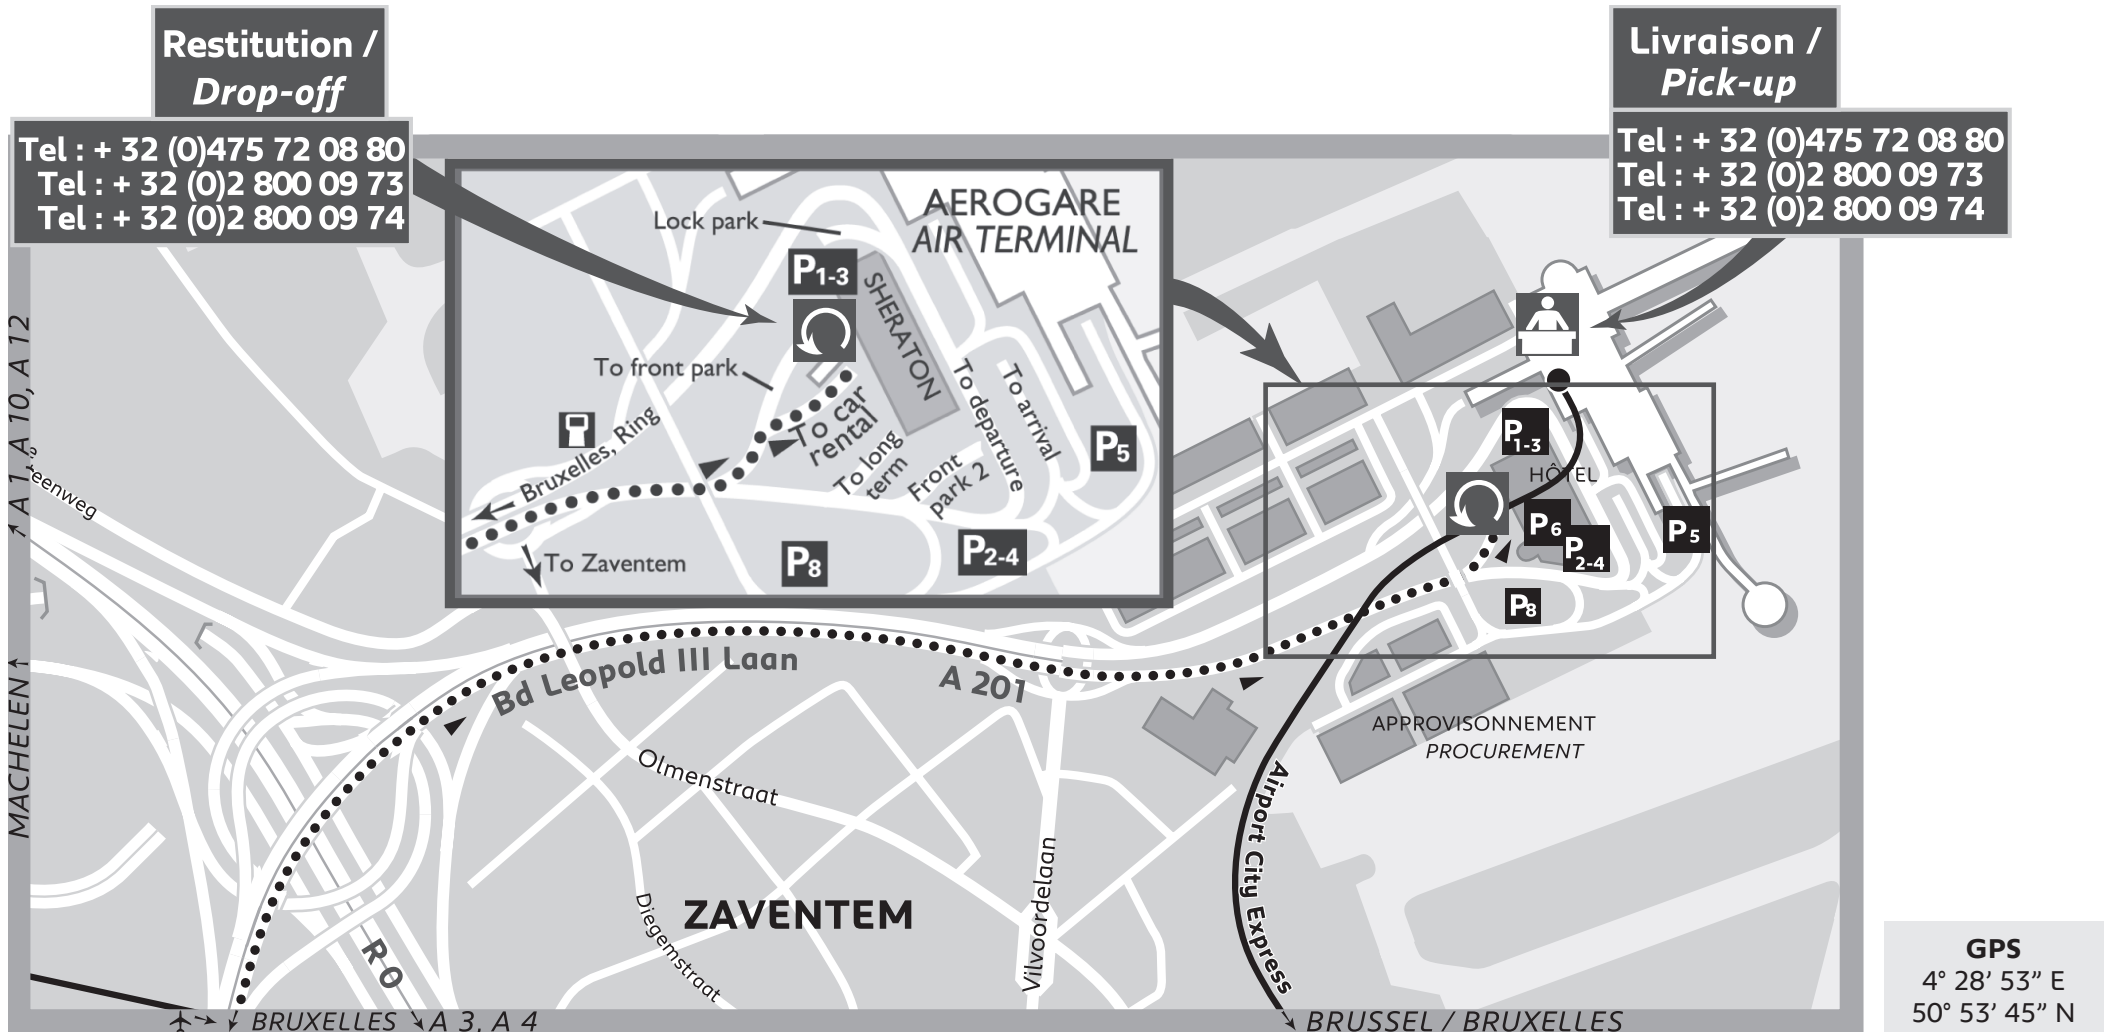 Restitution /
Drop-off
Tel : + 32 (0)475 72 08 80
Tel : + 32 (0)2 800 09 73
Tel : + 32 (0)2 800 09 74
Livraison /
Pick-up
Tel : + 32 (0)475 72 08 80
Tel : + 32 (0)2 800 09 73
Tel : + 32 (0)2 800 09 74
AEROGARE
AIR TERMINAL
Lock park
P1-3
SHERATON
To front park
To car
rental
To departure
To arrival
Bruxelles, Ring
To long
term
Front
park 2
P5
P2-4
P8
To Zaventem
P1-3
HÔTEL
P6
P2-4
P5
P8
A 1, A 10, A 12
MACHELEN
Bd Leopold III Laan
A 201
APPROVISONNEMENT
PROCUREMENT
Olmenstraat
Airport City Express
Vilvoordelaan
Diegemstraat
ZAVENTEM
R 0
BRUXELLES
A 3, A 4
BRUSSEL / BRUXELLES
GPS
4° 28’ 53” E
50° 53’ 45” N